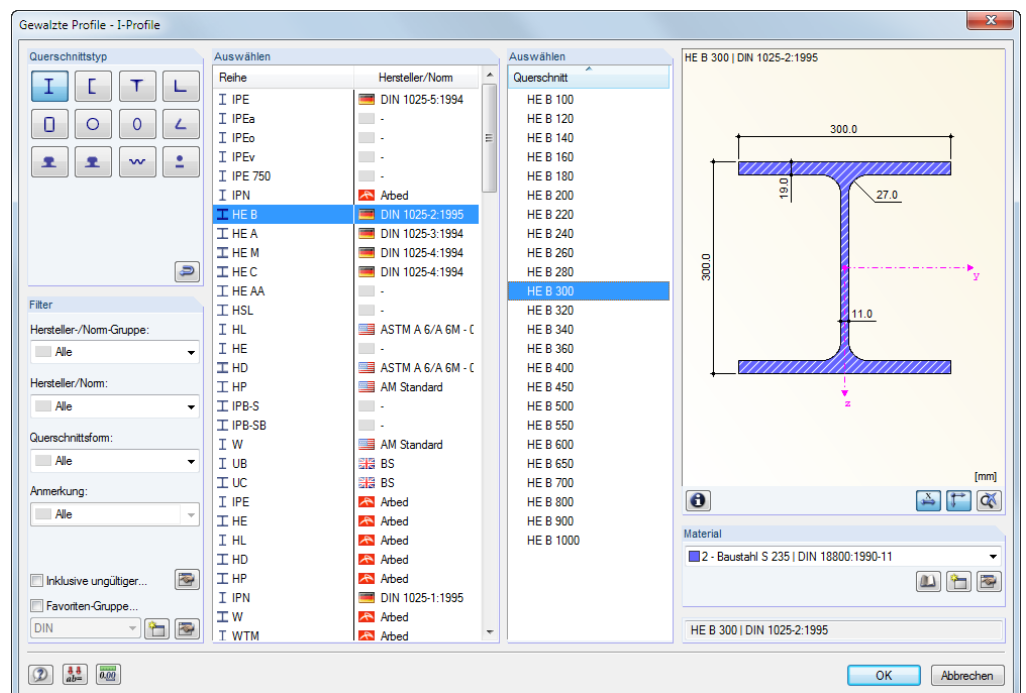 Gewalzte Profile - I-Profile
Querschnittstyp
Filter
Hersteller-/Norm-Gruppe:
Alle
Hersteller/Norm:
Alle
Querschnittsform:
Alle
Anmerkung:
Alle
Inklusive ungültiger...
Favoriten-Gruppe...
DIN
Auswählen
Reihe Hersteller/Norm
IPE DIN 1025-5:1994
IPEa -
IPEo -
IPEv -
IPE 750 -
IPN Arbed
HE B DIN 1025-2:1995
HE A DIN 1025-3:1994
HE M DIN 1025-4:1994
HE C DIN 1025-4:1994
HE AA -
HSL -
HL ASTM A 6/A 6M - 0
HE -
HD ASTM A 6/A 6M - 0
HP AM Standard
IPB-S -
IPB-SB -
W AM Standard
UB BS
UC BS
IPE Arbed
HE Arbed
HL Arbed
HD Arbed
HP Arbed
IPN DIN 1025-1:1995
W Arbed
WTM Arbed
Auswählen
Querschnitt
HE B 100
HE B 120
HE B 140
HE B 160
HE B 180
HE B 200
HE B 220
HE B 240
HE B 260
HE B 280
HE B 300
HE B 320
HE B 340
HE B 360
HE B 400
HE B 450
HE B 500
HE B 550
HE B 600
HE B 650
HE B 700
HE B 800
HE B 900
HE B 1000
HE B 300 | DIN 1025-2:1995
300.0
19.0
27.0
300.0
y
11.0
z
[mm]
Material
2 - Baustahl S 235 | DIN 18800:1990-11
HE B 300 | DIN 1025-2:1995
0.00
OK Abbrechen